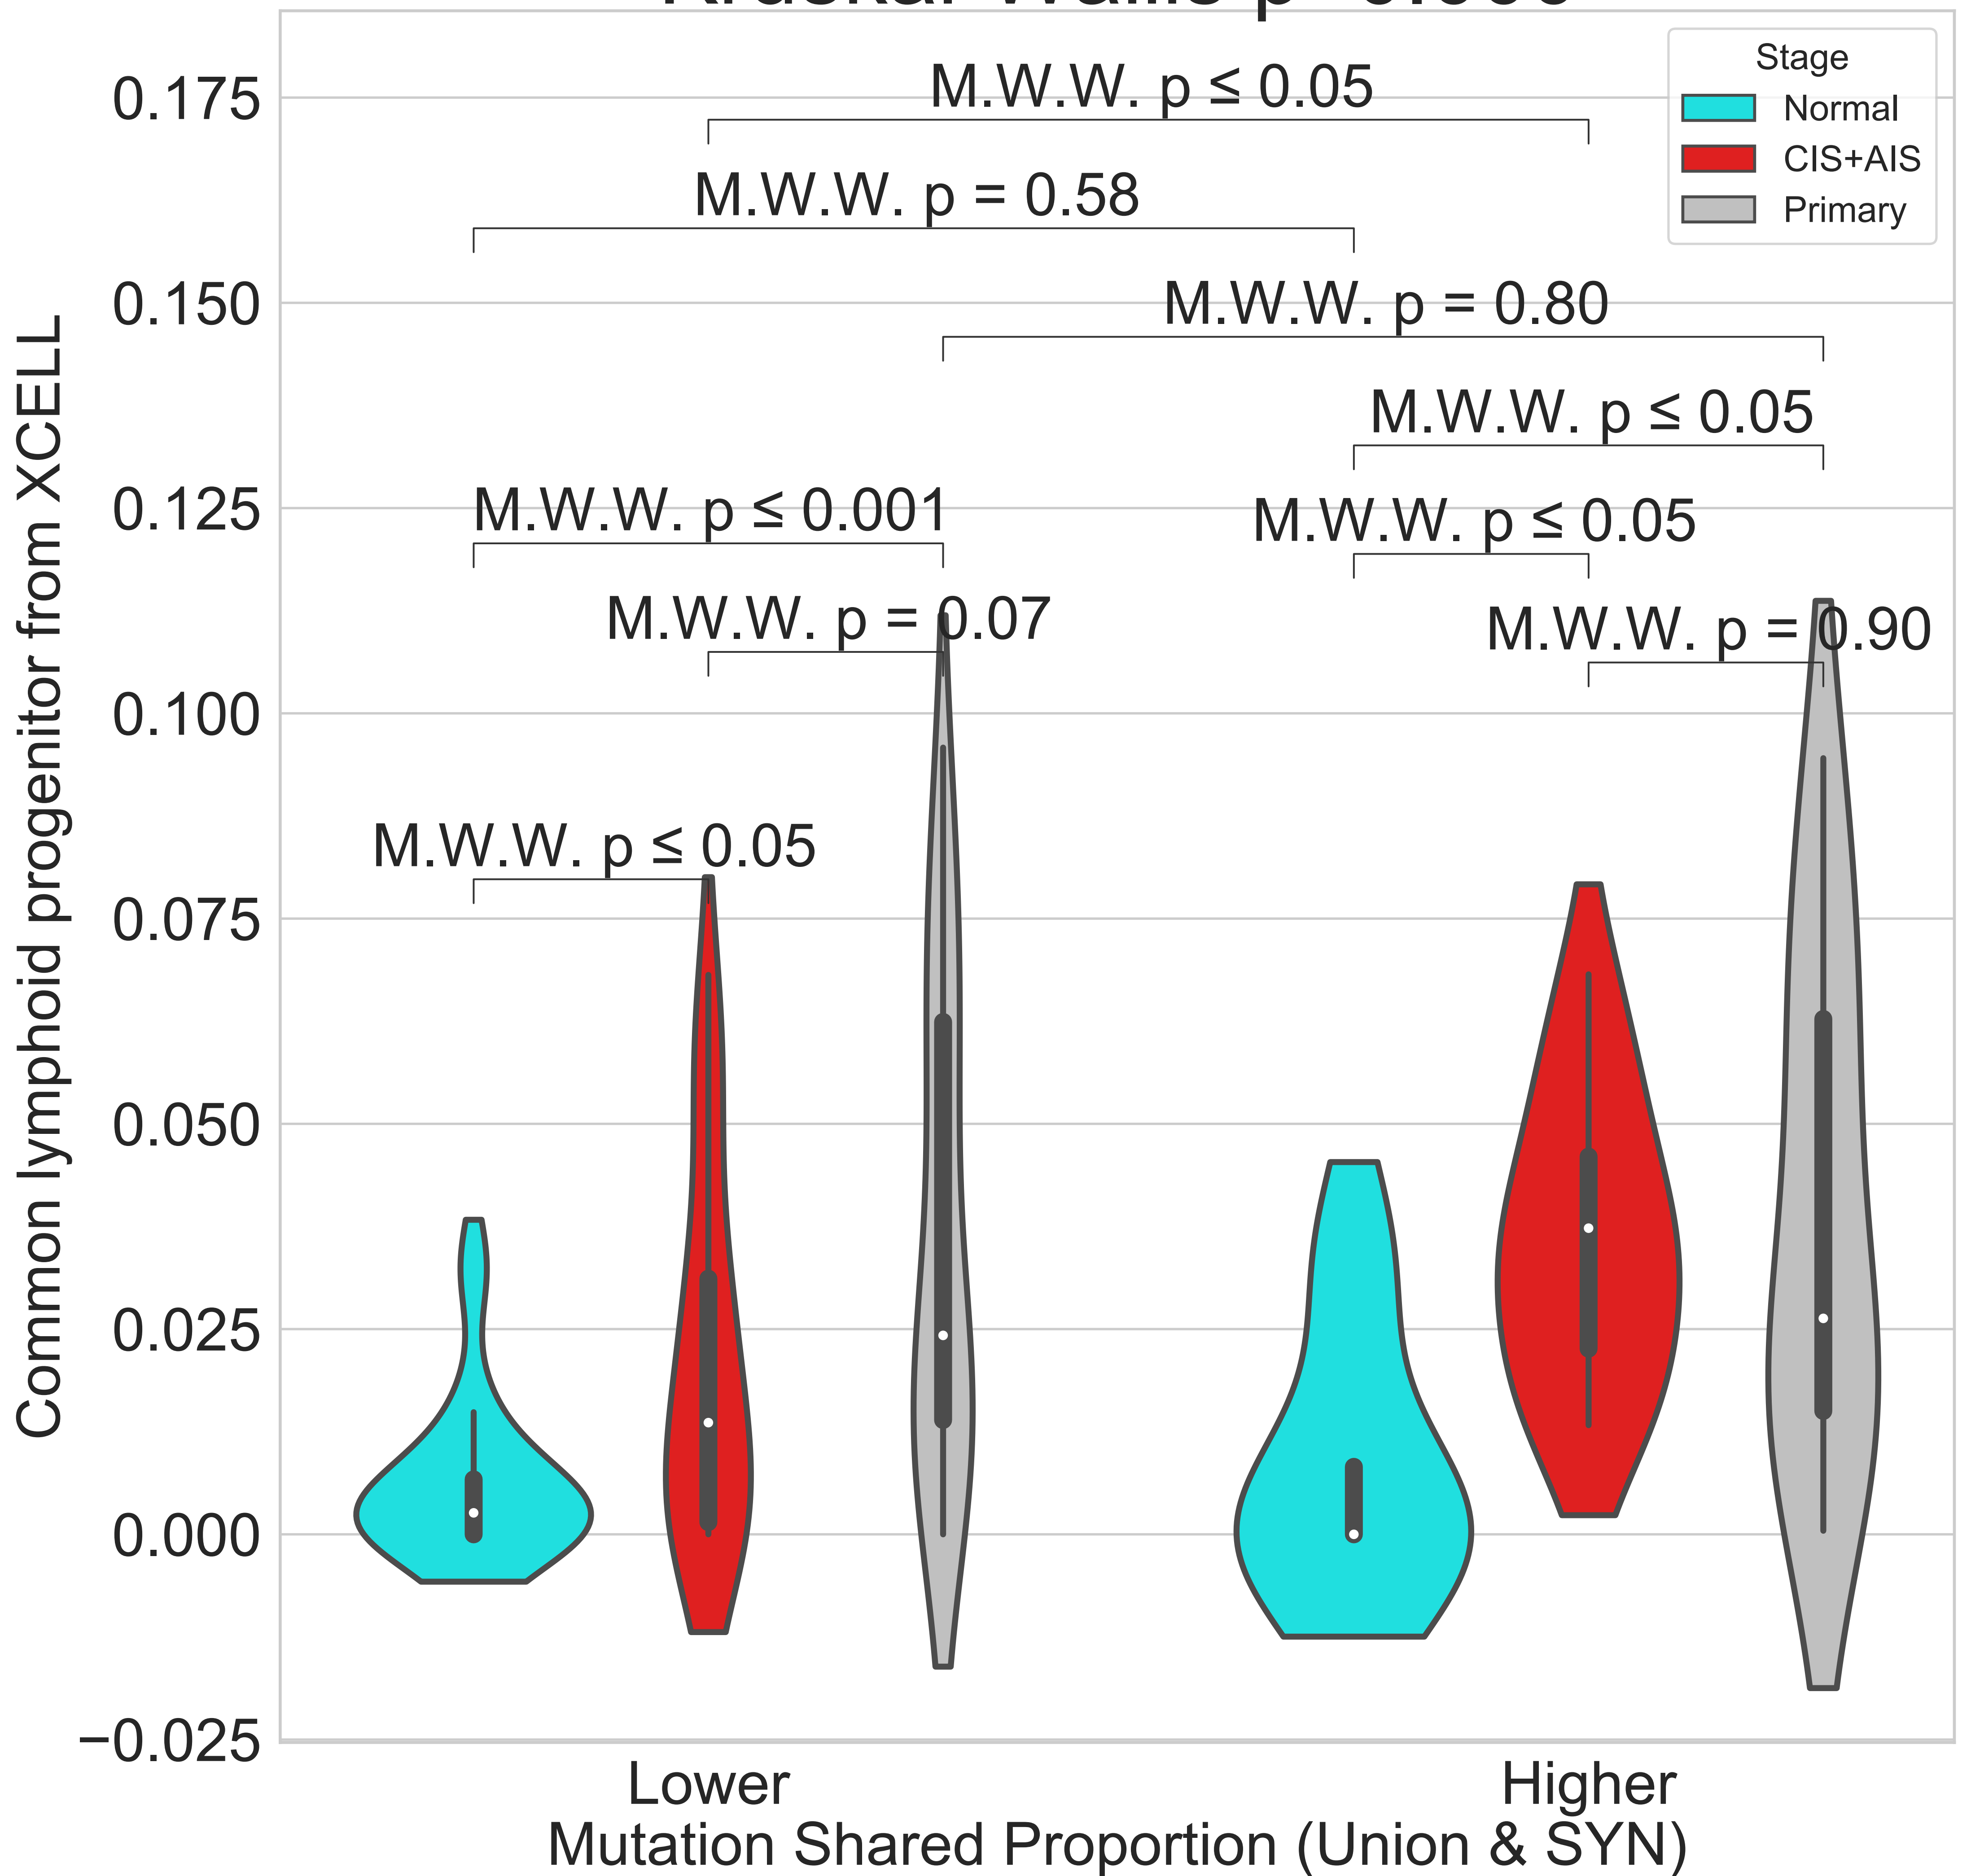 Stage
Normal
CIS+AIS
Primary
M.W.W. p ≤ 0.05
M.W.W. p = 0.58
M.W.W. p = 0.80
M.W.W. p ≤ 0.05
M.W.W. p ≤ 0.001
M.W.W. p ≤ 0.05
M.W.W. p = 0.07
M.W.W. p = 0.90
M.W.W. p ≤ 0.05
0.175
0.150
0.125
0.100
0.075
0.050
0.025
0.000
−0.025
Common lymphoid progenitor from XCELL
Lower
Higher
Mutation Shared Proportion (Union & SYN)